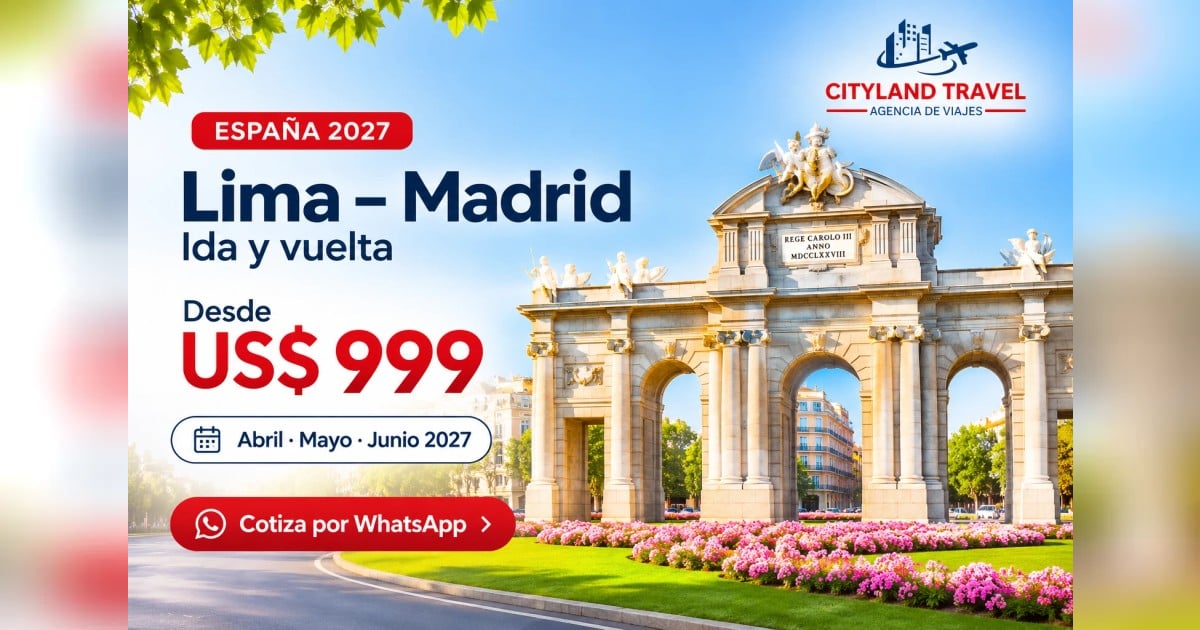 CITYLAND TRAVEL
AGENCIA DE VIAJES
ESPAÑA 2027
Lima – Madrid
Ida y vuelta
Desde
US$ 999
Abril · Mayo · Junio 2027
Cotiza por WhatsApp >
REGE CAROLO III
ANNO
MDCCLXXVIII